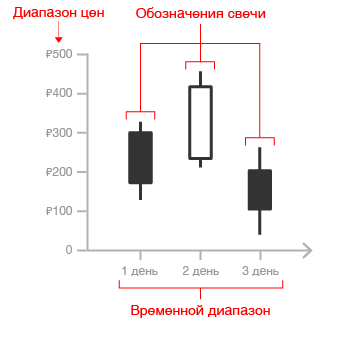 Диапазон цен
Обозначения свечи
₽500
₽400
₽300
₽200
₽100
0
1 день
2 день
3 день
Временной диапазон